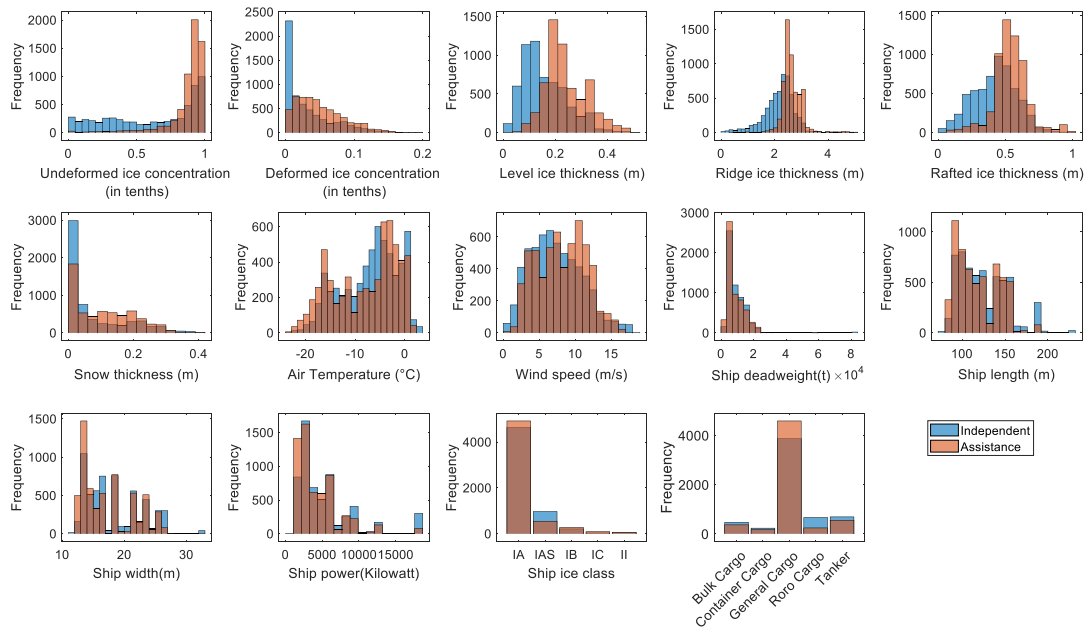 Frequency
2000
1500
1000
500
0
0 0.5 1
Undeformed ice concentration
(in tenths)
Frequency
2500
2000
1500
1000
500
0
0 0.1 0.2
Deformed ice concentration
(in tenths)
Frequency
1500
1000
500
0
0 0.2 0.4
Level ice thickness (m)
Frequency
1500
1000
500
0
0 2 4
Ridge ice thickness (m)
Frequency
1500
1000
500
0
0 0.5 1
Rafted ice thickness (m)
Frequency
3000
2000
1000
0
0 0.2 0.4
Snow thickness (m)
Frequency
600
400
200
0
-20 -10 0
Air Temperature (°C)
Frequency
600
400
200
0
0 5 10 15
Wind speed (m/s)
Frequency
3000
2000
1000
0
0 2 4 6 8
Ship deadweight(t) ×10⁴
Frequency
1000
500
0
100 150 200
Ship length (m)
Frequency
1500
1000
500
0
10 20 30
Ship width(m)
Frequency
1500
1000
500
0
0 5000 10000 15000
Ship power(Kilowatt)
Frequency
4000
2000
0
IA IAS IB IC II
Ship ice class
Frequency
4000
2000
0
Bulk Cargo
Container Cargo
General Cargo
Roro Cargo
Tanker
Independent
Assistance